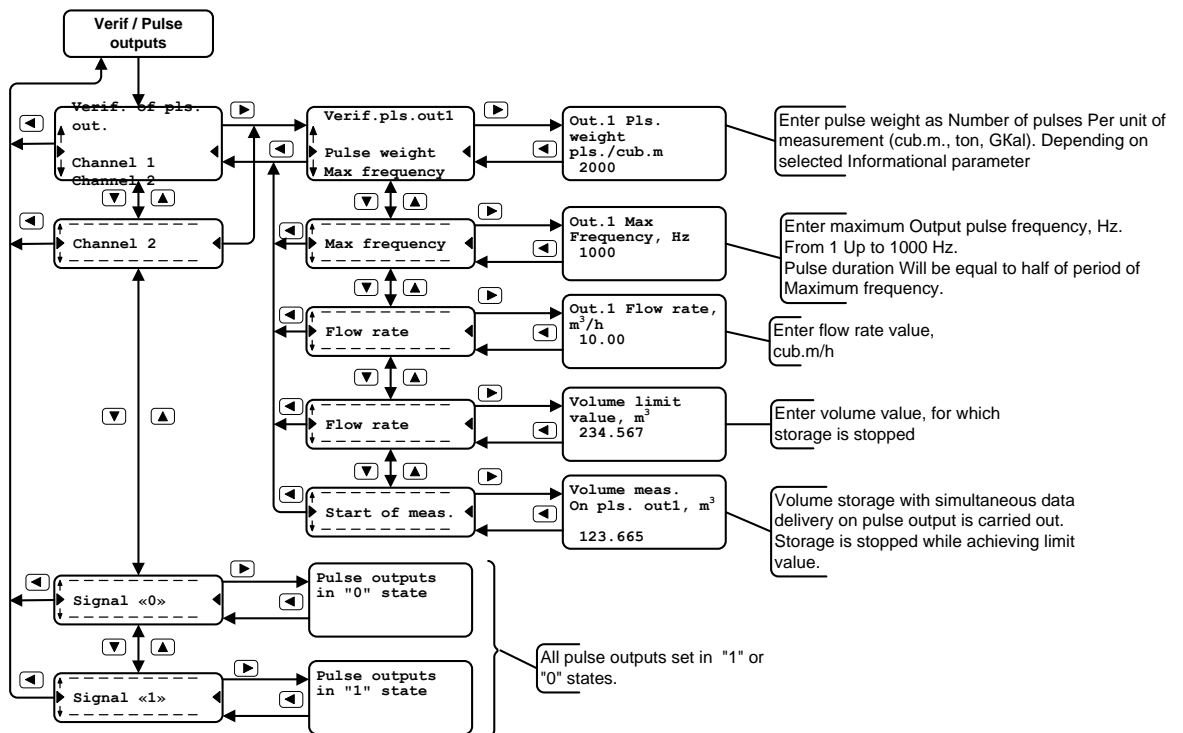 Verif / Pulse
outputs
Verif. of pls.
out.
Channel 1
Channel 2
Verif.pls.out1
Pulse weight
Max frequency
Out.1 Pls.
weight
pls./cub.m
2000
Enter pulse weight as Number of pulses Per unit of
measurement (cub.m., ton, GKal). Depending on
selected Informational parameter
Channel 2
Max frequency
Out.1 Max
Frequency, Hz
1000
Enter maximum Output pulse frequency, Hz.
From 1 Up to 1000 Hz.
Pulse duration Will be equal to half of period of
Maximum frequency.
Flow rate
Out.1 Flow rate,
m³/h
10.00
Enter flow rate value,
cub.m/h
Flow rate
Volume limit
value, m³
234.567
Enter volume value, for which
storage is stopped
Start of meas.
Volume meas.
On pls. out1, m³
123.665
Volume storage with simultaneous data
delivery on pulse output is carried out.
Storage is stopped while achieving limit
value.
Signal «0»
Pulse outputs
in "0" state
Signal «1»
Pulse outputs
in "1" state
All pulse outputs set in "1" or
"0" states.